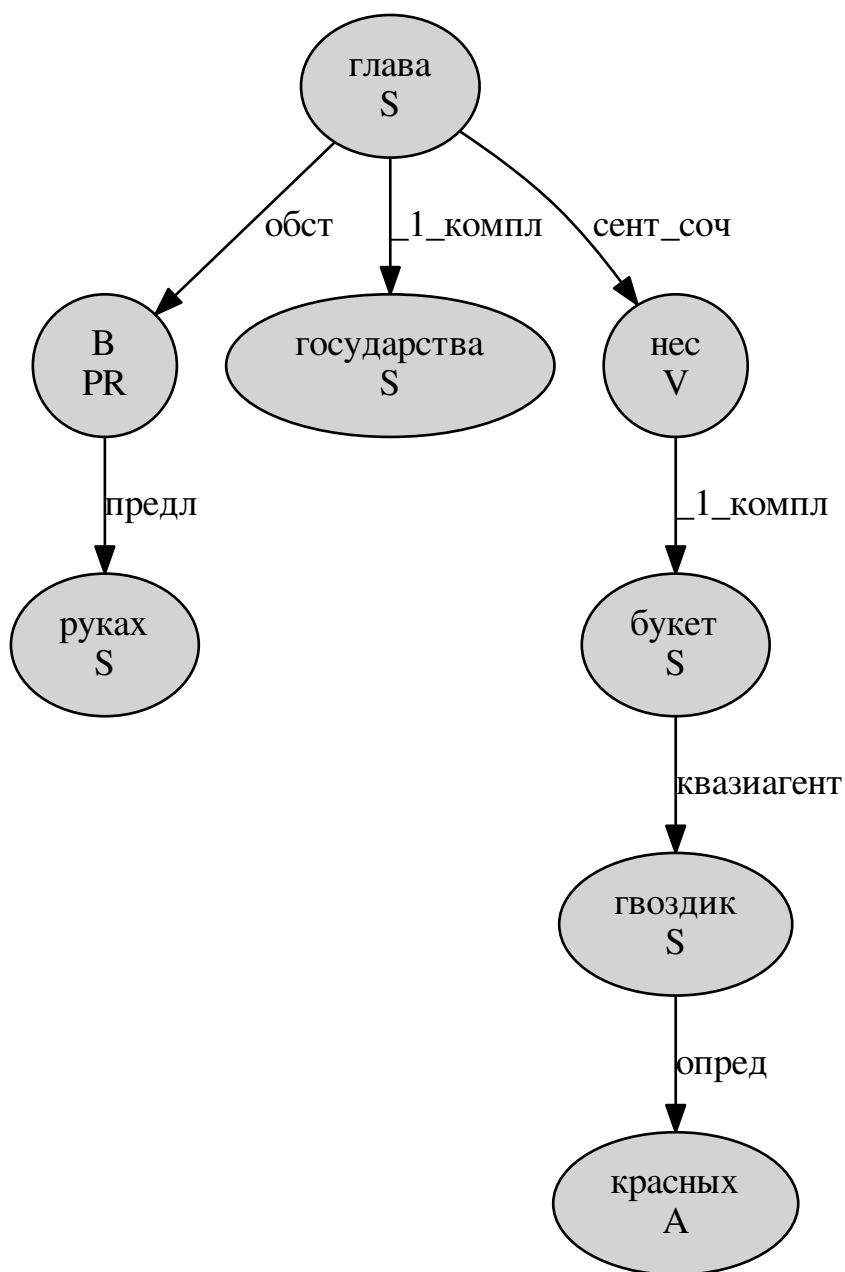 глава
S
обст
_1_компл
сент_соч
В
PR
государства
S
нес
V
предл
_1_компл
руках
S
букет
S
квазиагент
гвоздик
S
опред
красных
A